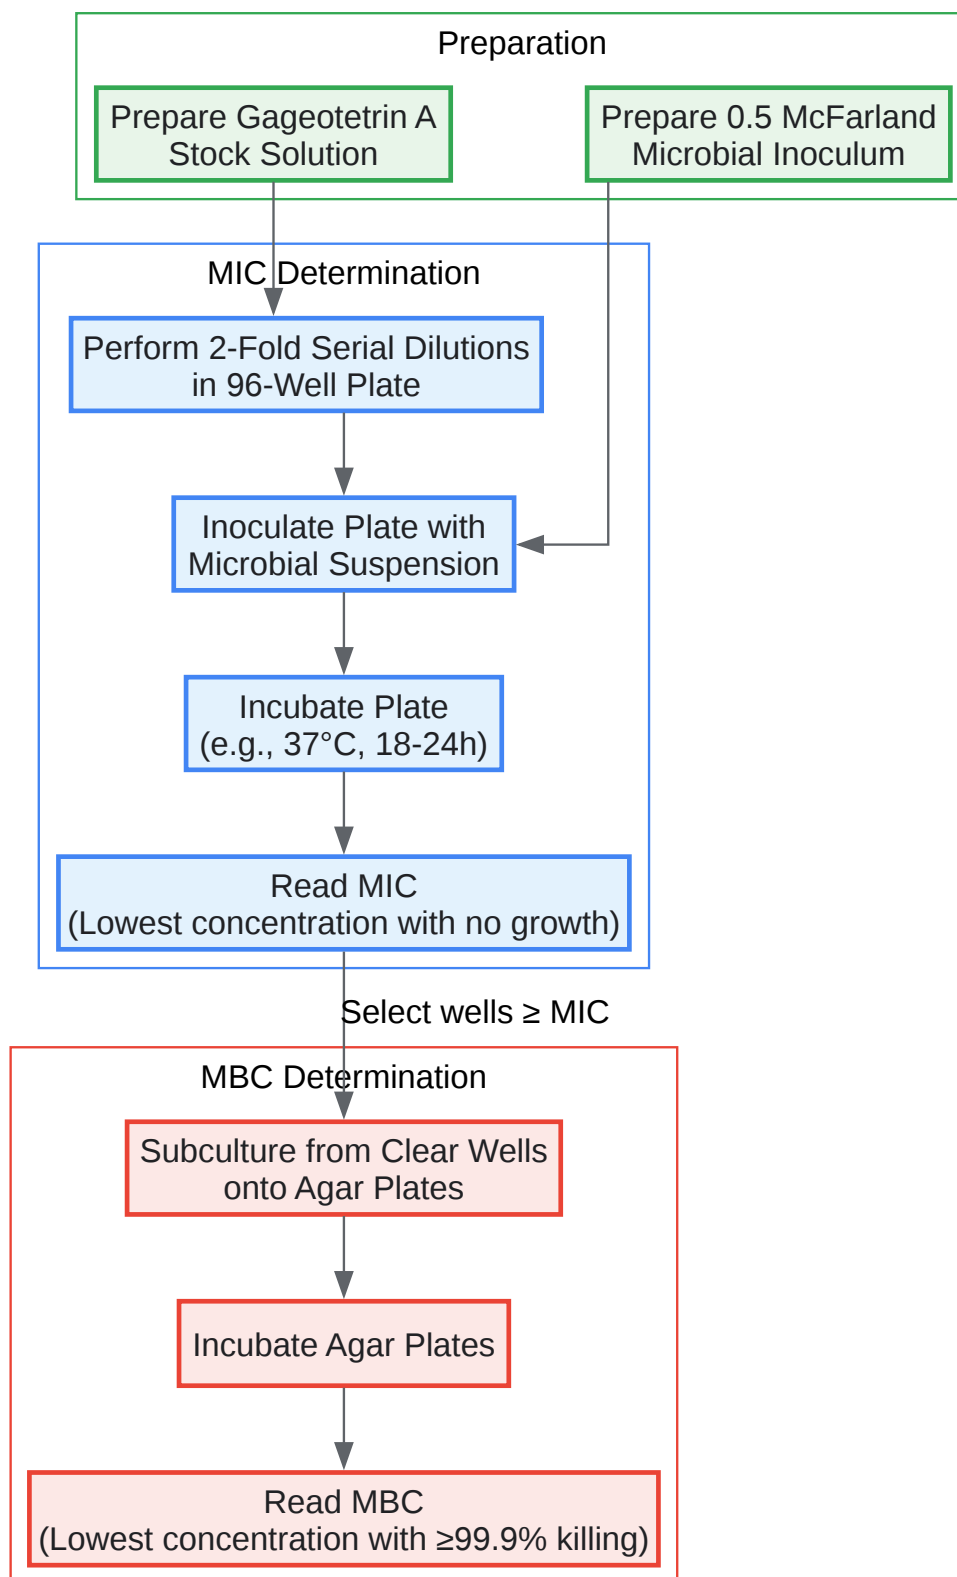 Preparation
Prepare Gageotetrin A
Stock Solution
Prepare 0.5 McFarland
Microbial Inoculum
MIC Determination
Perform 2-Fold Serial Dilutions
in 96-Well Plate
Inoculate Plate with
Microbial Suspension
Incubate Plate
(e.g., 37°C, 18-24h)
Read MIC
(Lowest concentration with no growth)
Select wells ≥ MIC
MBC Determination
Subculture from Clear Wells
onto Agar Plates
Incubate Agar Plates
Read MBC
(Lowest concentration with ≥99.9% killing)